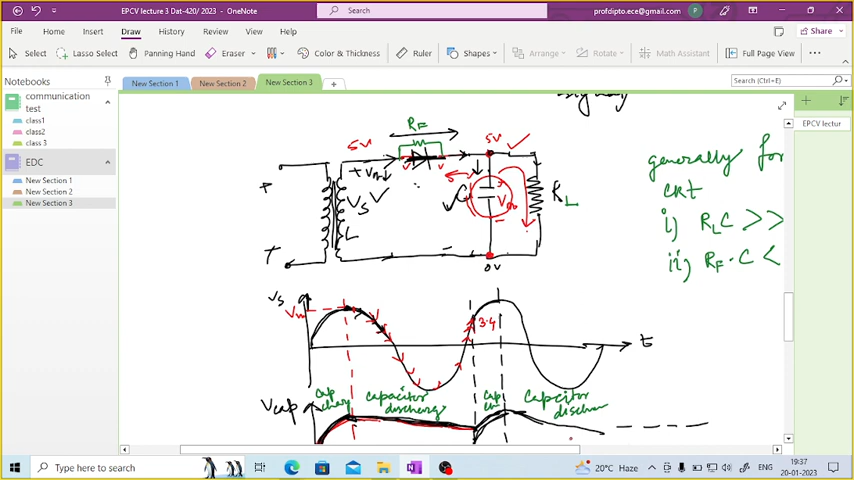 EPCV lecture 3 Dat-420/ 2023 - OneNote
Search
profdipto.ece@gmail.com
P
File
Home
Insert
Draw
History
Review
View
Help
Share
Select
Lasso Select
Panning Hand
Eraser
Color & Thickness
Ruler
Shapes
Arrange
Rotate
Math Assistant
Full Page View
Notebooks
New Section 1
New Section 2
New Section 3
+
Search (Ctrl+E)
communication
test
class1
class2
class 3
EDC
New Section 1
New Section 2
New Section 3
EPCV lectur
RF
5V
5V
generally for
CKT
i) RLC >>
ii) RF . C <
VS
C
RL
0V
VS
Vm
3.4
t
Vcap
capacitor
discharge
capacitor
Type here to search
20°C Haze
ENG
19:37
20-01-2023